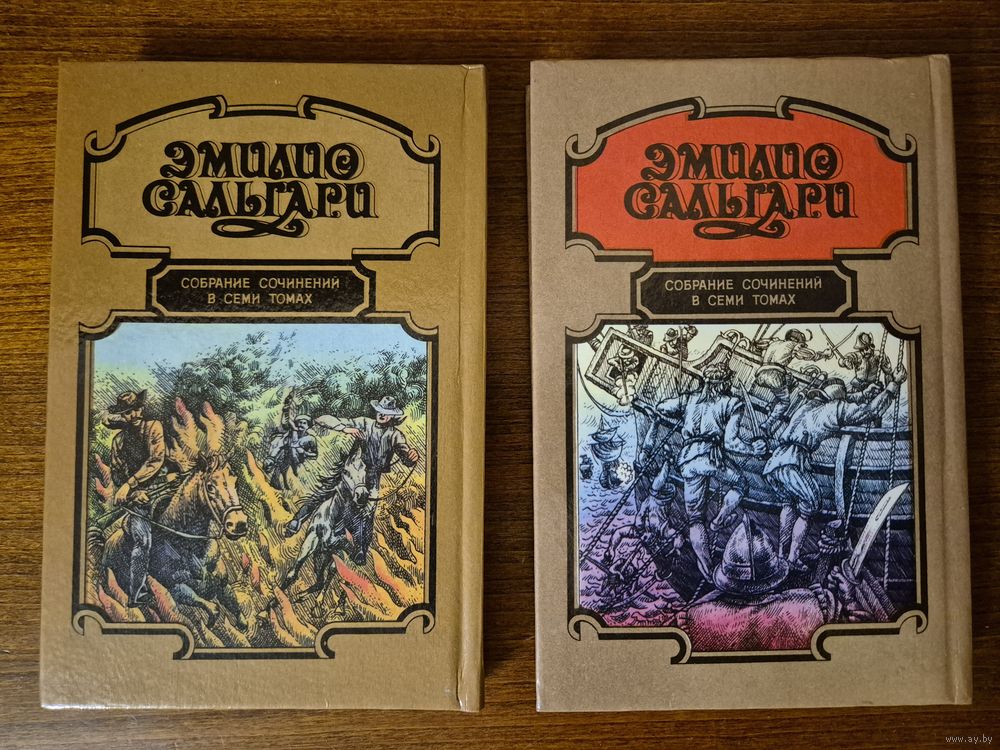 ЭМИЛИО
САЛЬГАРИ
СОБРАНИЕ СОЧИНЕНИЙ
В СЕМИ ТОМАХ
ЭМИЛИО
САЛЬГАРИ
СОБРАНИЕ СОЧИНЕНИЙ
В СЕМИ ТОМАХ
www.ay.by